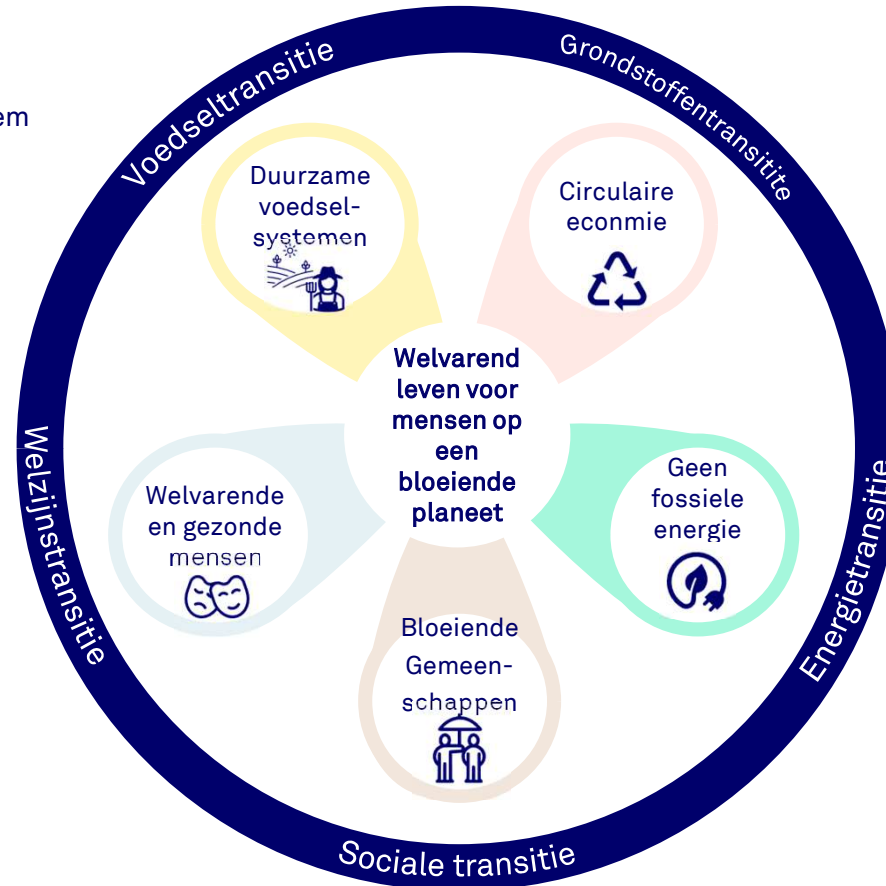 em
Voedseltransitie
Grondstoffentransitite
Duurzame
voedsel-
systemen
Circulaire
econmie
Welvarend
leven voor
mensen op
een
bloeiende
planeet
Welzijnstransitie
Welvarende
en gezonde
mensen
Geen
fossiele
energie
Energietransitie
Bloeiende
Gemeen-
schappen
Sociale transitie